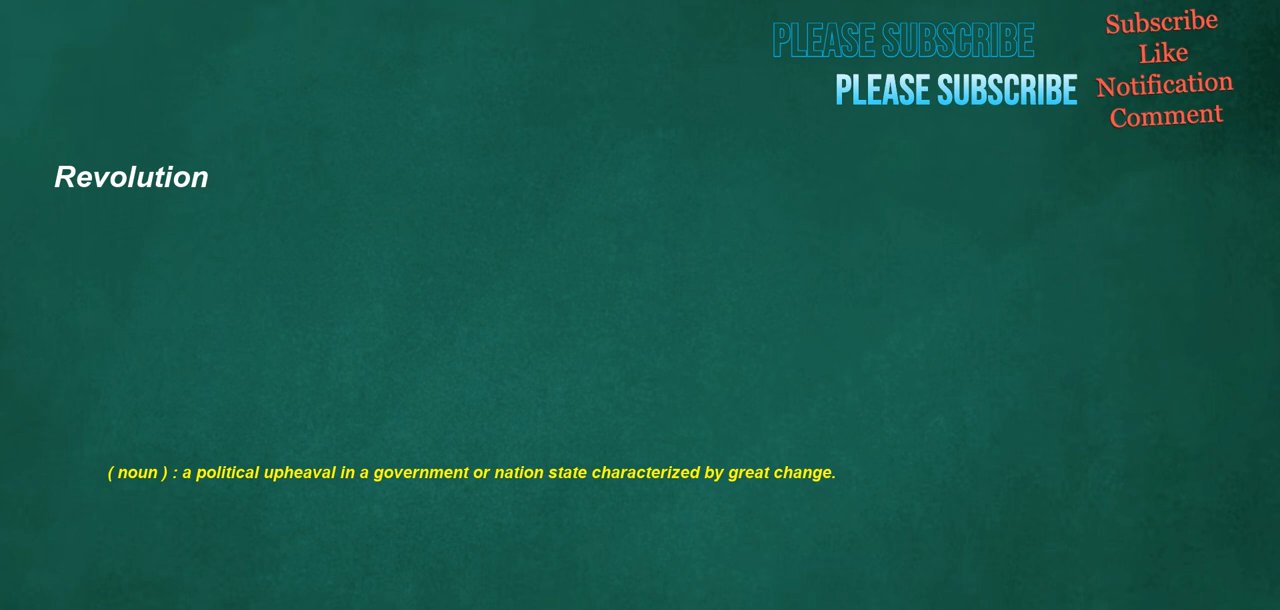 PLEASE SUBSCRIBE
PLEASE SUBSCRIBE
Subscribe
Like
Notification
Comment
Revolution
( noun ) : a political upheaval in a government or nation state characterized by great change.